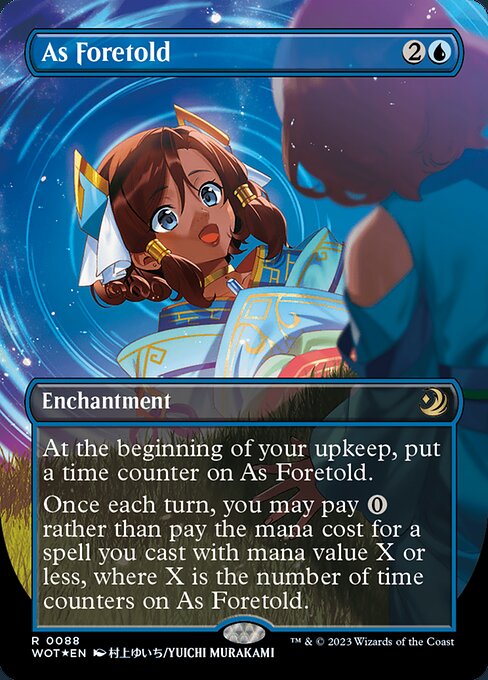 As Foretold 2
Enchantment
At the beginning of your upkeep, put
a time counter on As Foretold.
Once each turn, you may pay 0
rather than pay the mana cost for a
spell you cast with mana value X or
less, where X is the number of time
counters on As Foretold.
R 0088
™ & © 2023 Wizards of the Coast
WOT★EN 村上ゆいち/YUICHI MURAKAMI